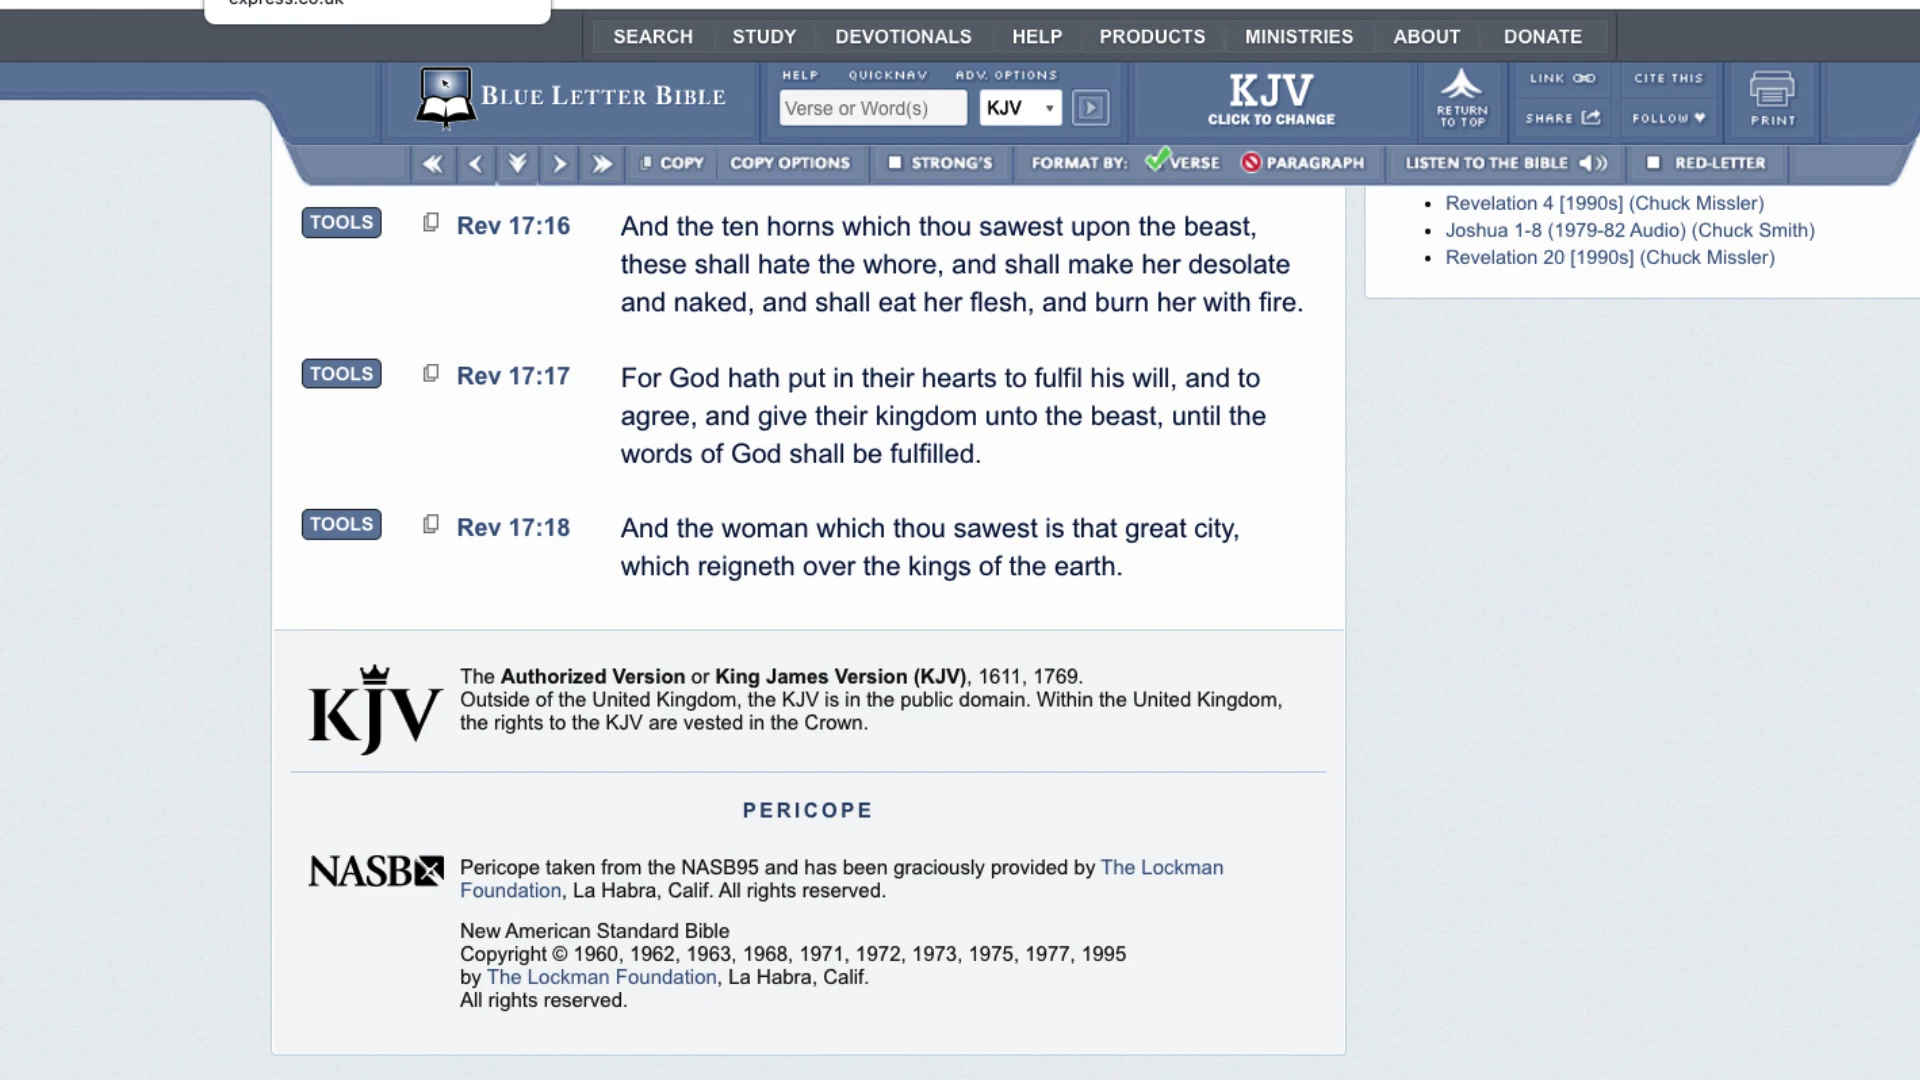 express.co.uk
SEARCH STUDY DEVOTIONALS HELP PRODUCTS MINISTRIES ABOUT DONATE
HELP QUICKNAV ADV. OPTIONS
BLUE LETTER BIBLE
Verse or Word(s) KJV
KJV
CLICK TO CHANGE
RETURN
TO TOP
LINK CITE THIS
SHARE FOLLOW
PRINT
COPY COPY OPTIONS STRONG'S FORMAT BY: VERSE PARAGRAPH LISTEN TO THE BIBLE RED-LETTER
TOOLS Rev 17:16 And the ten horns which thou sawest upon the beast,
these shall hate the whore, and shall make her desolate
and naked, and shall eat her flesh, and burn her with fire.
TOOLS Rev 17:17 For God hath put in their hearts to fulfil his will, and to
agree, and give their kingdom unto the beast, until the
words of God shall be fulfilled.
TOOLS Rev 17:18 And the woman which thou sawest is that great city,
which reigneth over the kings of the earth.
Revelation 4 [1990s] (Chuck Missler)
Joshua 1-8 (1979-82 Audio) (Chuck Smith)
Revelation 20 [1990s] (Chuck Missler)
KJV
The Authorized Version or King James Version (KJV), 1611, 1769.
Outside of the United Kingdom, the KJV is in the public domain. Within the United Kingdom,
the rights to the KJV are vested in the Crown.
PERICOPE
NASB
Pericope taken from the NASB95 and has been graciously provided by The Lockman
Foundation, La Habra, Calif. All rights reserved.
New American Standard Bible
Copyright © 1960, 1962, 1963, 1968, 1971, 1972, 1973, 1975, 1977, 1995
by The Lockman Foundation, La Habra, Calif.
All rights reserved.